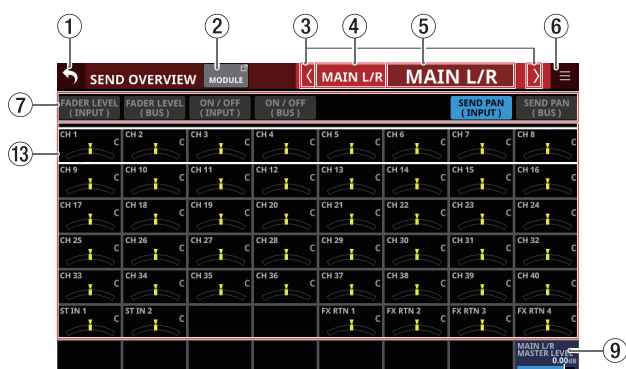 ① ② ③ ④ ⑤ ⑥
SEND OVERVIEW MODULE MAIN L/R MAIN L/R
⑦
FADER LEVEL FADER LEVEL ON / OFF ON / OFF SEND PAN SEND PAN
( INPUT ) ( BUS ) ( INPUT ) ( BUS ) ( INPUT ) ( BUS )
⑬
CH 1 CH 2 CH 3 CH 4 CH 5 CH 6 CH 7 CH 8
C C C C C C C C
CH 9 CH 10 CH 11 CH 12 CH 13 CH 14 CH 15 CH 16
C C C C C C C C
CH 17 CH 18 CH 19 CH 20 CH 21 CH 22 CH 23 CH 24
C C C C C C C C
CH 25 CH 26 CH 27 CH 28 CH 29 CH 30 CH 31 CH 32
C C C C C C C C
CH 33 CH 34 CH 35 CH 36 CH 37 CH 38 CH 39 CH 40
C C C C C C C C
ST IN 1 ST IN 2 FX RTN 1 FX RTN 2 FX RTN 3 FX RTN 4
C C C C C C
MAIN L/R
MASTER LEVEL
0.00dB
⑨